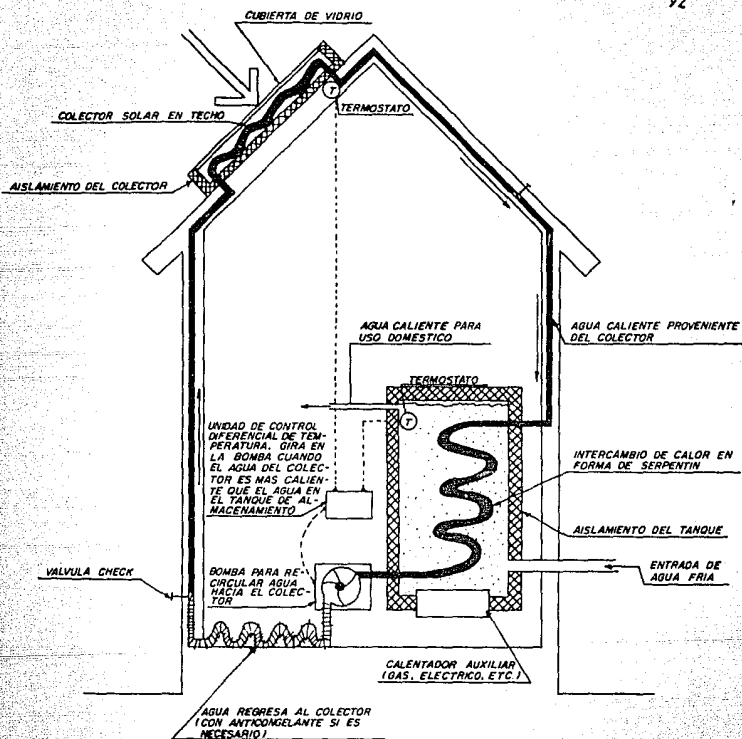 92
CUBIERTA DE VIDRIO
COLECTOR SOLAR EN TECHO
T
TERMOSTATO
AISLAMIENTO DEL COLECTOR
AGUA CALIENTE PARA
USO DOMESTICO
AGUA CALIENTE PROVENIENTE
DEL COLECTOR
TERMOSTATO
T
UNIDAD DE CONTROL
DIFERENCIAL DE TEM-
PERATURA. GIRA EN
LA BOMBA CUANDO
EL AGUA DEL COLEC-
TOR ES MAS CALIEN-
TE QUE EL AGUA EN
EL TANQUE DE AL-
MACENAMIENTO
INTERCAMBIO DE CALOR EN
FORMA DE SERPENTIN
AISLAMIENTO DEL TANQUE
VALVULA CHECK
BOMBA PARA RE-
CIRCULAR AGUA
HACIA EL COLEC-
TOR
ENTRADA DE
AGUA FRIA
CALENTADOR AUXILIAR
(GAS, ELECTRICO, ETC.)
AGUA REGRESA AL COLECTOR
(CON ANTICONGELANTE SI ES
NECESARIO)